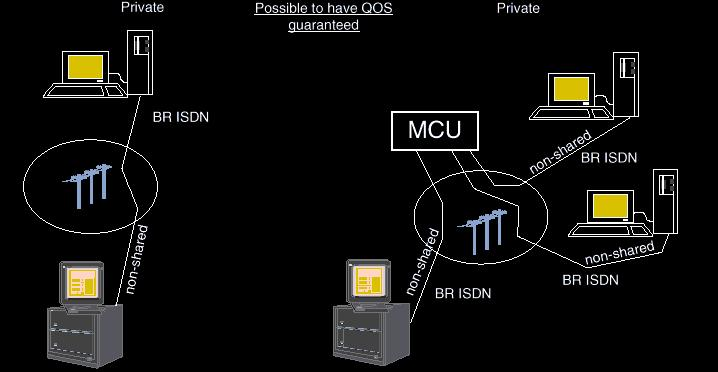 Private
Possible to have QOS
guaranteed
Private
BR ISDN
non-shared
MCU
non-shared
BR ISDN
non-shared
BR ISDN
non-shared
BR ISDN